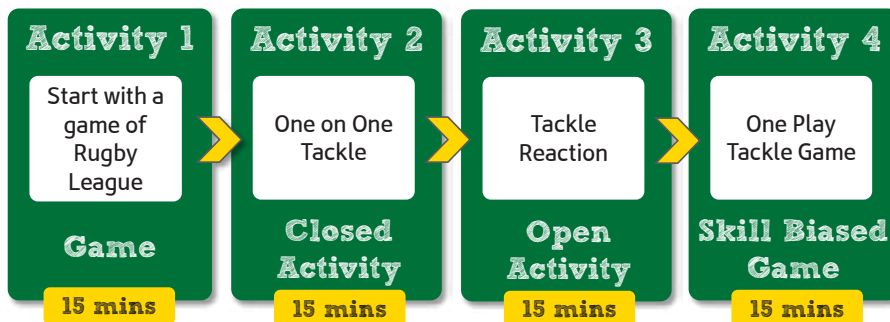 Activity 1
Start with a
game of
Rugby
League
Game
15 mins
Activity 2
One on One
Tackle
Closed
Activity
15 mins
Activity 3
Tackle
Reaction
Open
Activity
15 mins
Activity 4
One Play
Tackle Game
Skill Biased
Game
15 mins